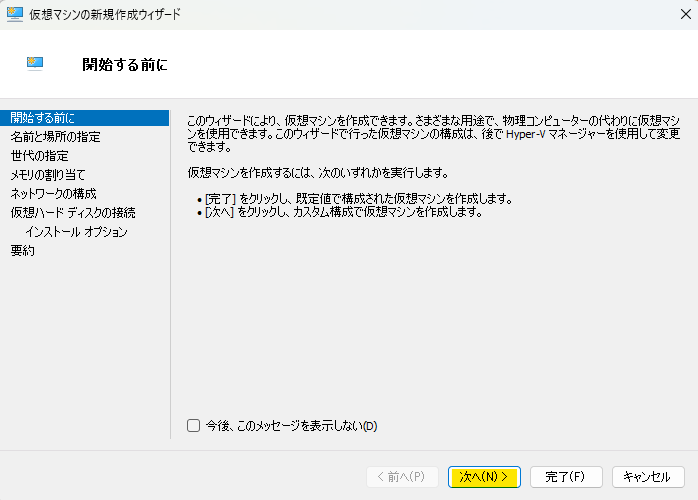 仮想マシンの新規作成ウィザード
開始する前に
開始する前に
名前と場所の指定
世代の指定
メモリの割り当て
ネットワークの構成
仮想ハード ディスクの接続
インストール オプション
要約
このウィザードにより、仮想マシンを作成できます。さまざまな用途で、物理コンピューターの代わりに仮想マシ
ンを使用できます。このウィザードで行った仮想マシンの構成は、後で Hyper-V マネージャーを使用して変更
できます。
仮想マシンを作成するには、次のいずれかを実行します。
• [完了] をクリックし、既定値で構成された仮想マシンを作成します。
• [次へ] をクリックし、カスタム構成で仮想マシンを作成します。
今後、このメッセージを表示しない(D)
< 前へ(P)
次へ(N) >
完了(F)
キャンセル